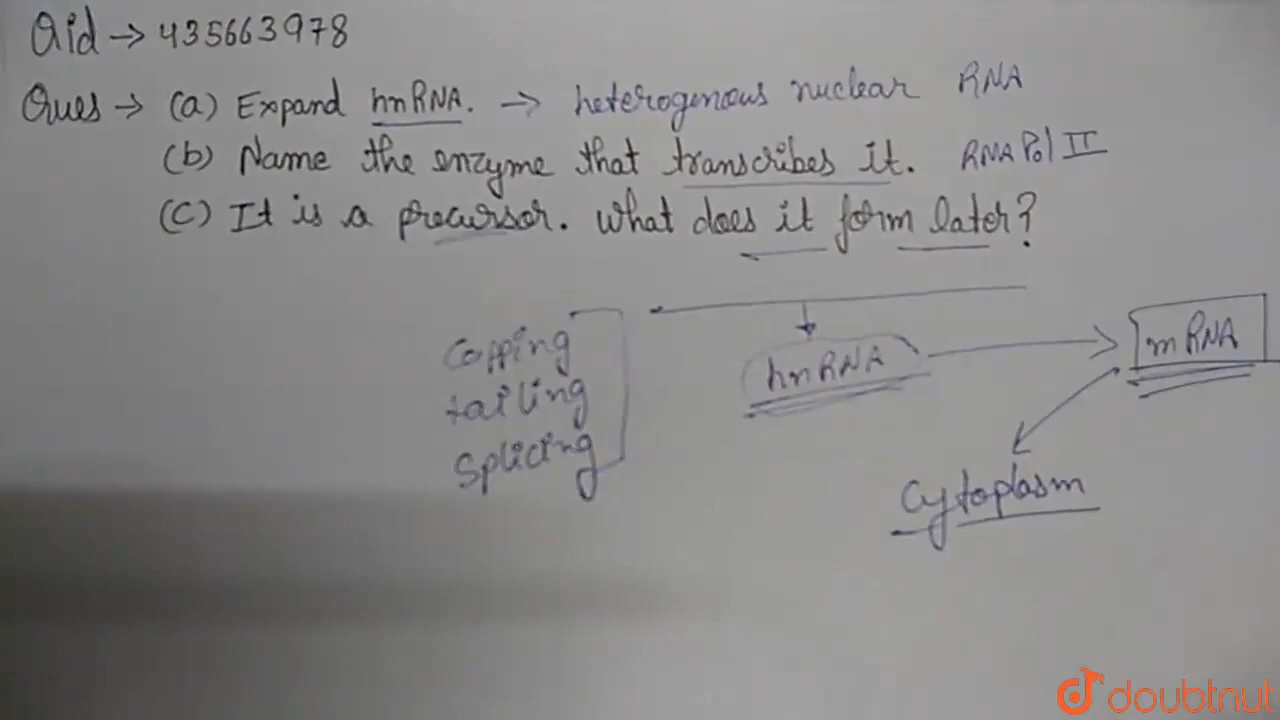 Qid → 435663978
Ques → (a) Expand hnRNA. → heterogenous nuclear RNA
(b) Name the enzyme that transcribes it. RNA Pol II
(c) It is a precursor. What does it form later?
Capping
tailing
Splicing
hnRNA → mRNA
Cytoplasm
doubtnut